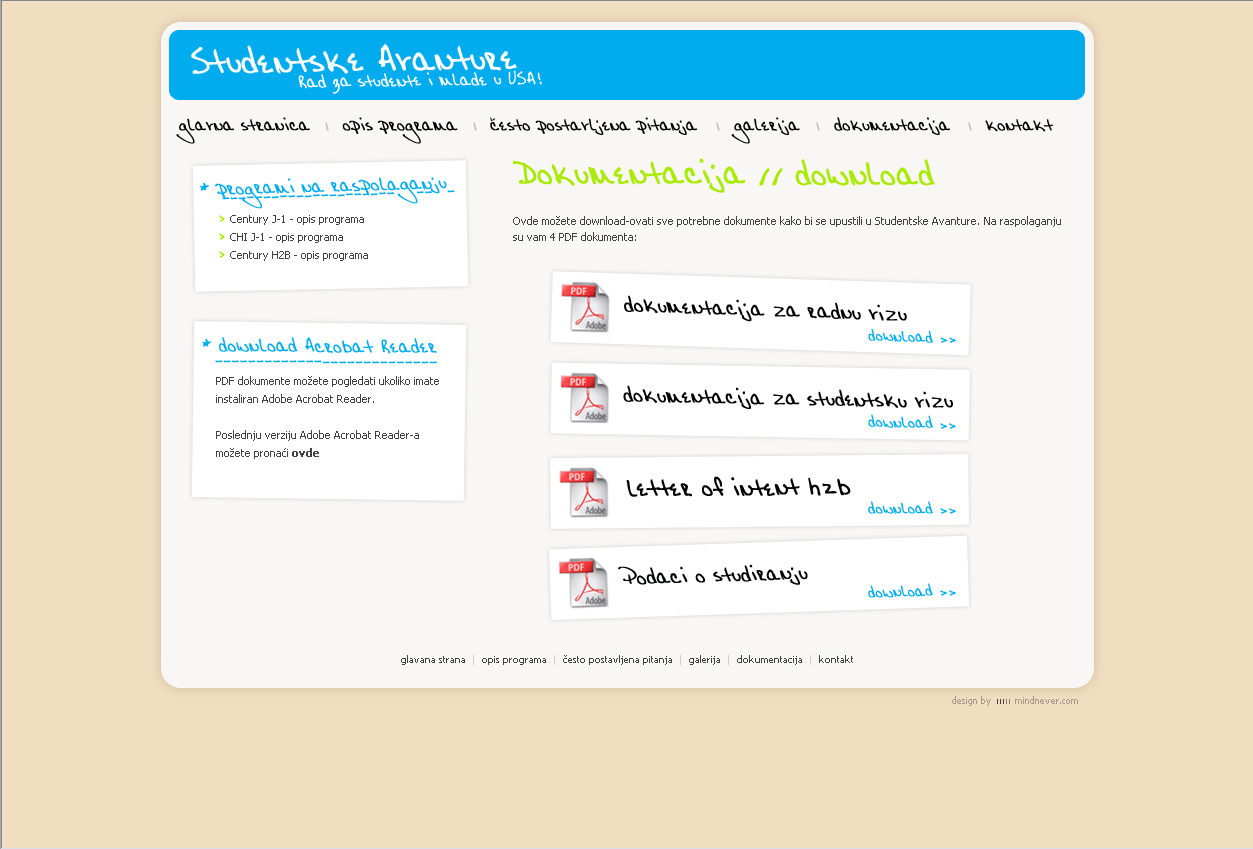 Studentske Avanture
Rad za studente i mlade u USA!
glavna stranica | opis programa | često postavljena pitanja | galerija | dokumentacija | kontakt
* programi na raspolaganju
> Century J-1 - opis programa
> CHI J-1 - opis programa
> Century H2B - opis programa
* download Acrobat Reader
PDF dokumente možete pogledati ukoliko imate
instaliran Adobe Acrobat Reader.
Poslednju verziju Adobe Acrobat Reader-a
možete pronaći ovde
Dokumentacija // download
Ovde možete download-ovati sve potrebne dokumente kako bi se upustili u Studentske Avanture. Na raspolaganju
su vam 4 PDF dokumenta:
PDF
Adobe
dokumentacija za radnu vizu
download >>
PDF
Adobe
dokumentacija za studentsku vizu
download >>
PDF
Adobe
letter of intent h2b
download >>
PDF
Adobe
Podaci o studiranju
download >>
glavana strana | opis programa | često postavljena pitanja | galerija | dokumentacija | kontakt
design by mindnever.com